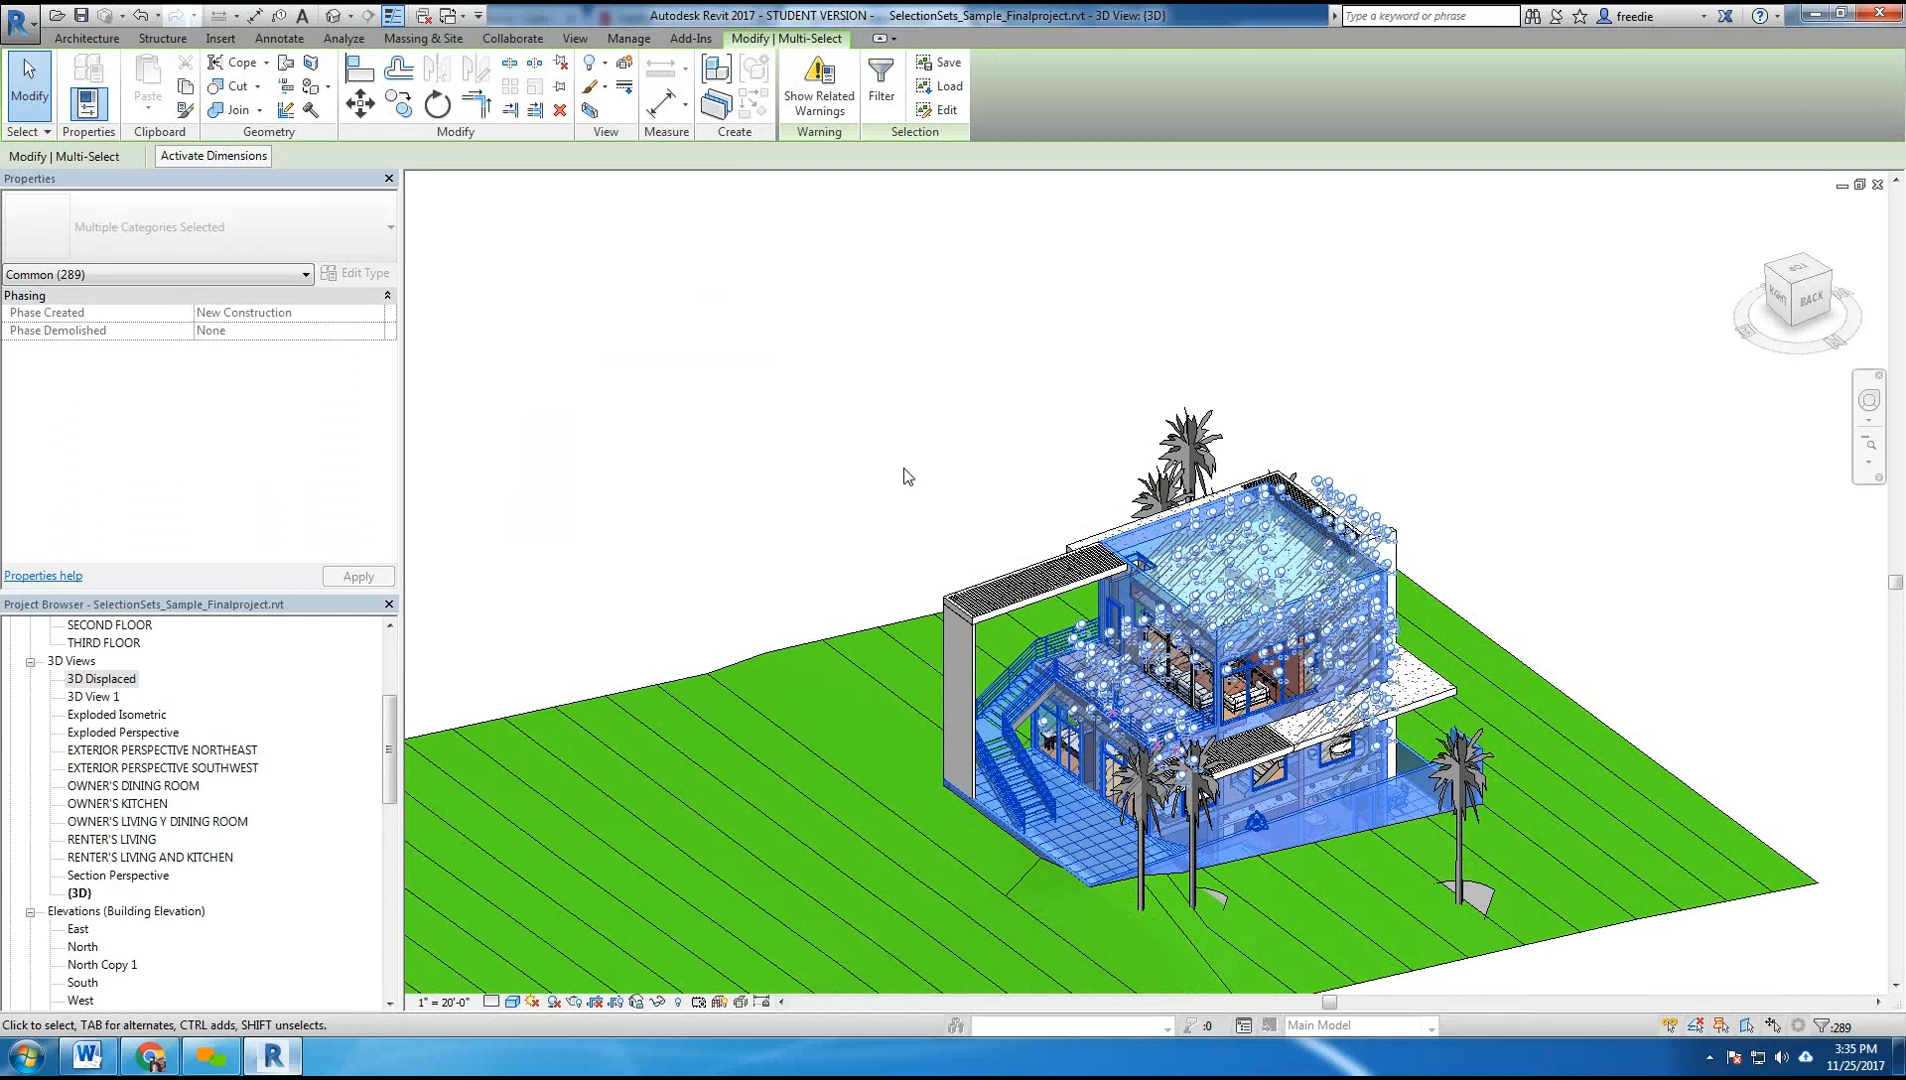 Autodesk Revit 2017 - STUDENT VERSION - SelectionSets_Sample_Finalproject.rvt - 3D View: {3D}
Type a keyword or phrase
freedie
Architecture Structure Insert Annotate Analyze Massing & Site Collaborate View Manage Add-Ins Modify | Multi-Select
Modify
Paste
Cope
Cut
Join
Show Related Warnings
Filter
Save
Load
Edit
Select Properties Clipboard Geometry Modify View Measure Create Warning Selection
Modify | Multi-Select Activate Dimensions
Properties
Multiple Categories Selected
Common (289) Edit Type
Phasing
Phase Created New Construction
Phase Demolished None
Properties help Apply
Project Browser - SelectionSets_Sample_Finalproject.rvt
SECOND FLOOR
THIRD FLOOR
3D Views
3D Displaced
3D View 1
Exploded Isometric
Exploded Perspective
EXTERIOR PERSPECTIVE NORTHEAST
EXTERIOR PERSPECTIVE SOUTHWEST
OWNER'S DINING ROOM
OWNER'S KITCHEN
OWNER'S LIVING Y DINING ROOM
RENTER'S LIVING
RENTER'S LIVING AND KITCHEN
Section Perspective
{3D}
Elevations (Building Elevation)
East
North
North Copy 1
South
West
TOP
RIGHT
BACK
1" = 20'-0"
Click to select, TAB for alternates, CTRL adds, SHIFT unselects.
:0
Main Model
:289
3:35 PM
11/25/2017